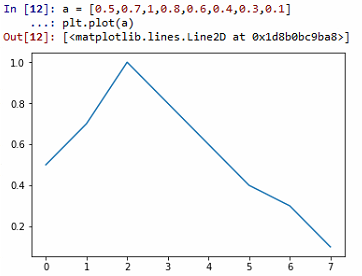 In [12]: a = [0.5,0.7,1,0.8,0.6,0.4,0.3,0.1]
...: plt.plot(a)
Out[12]: [<matplotlib.lines.Line2D at 0x1d8b0bc9ba8>]
1.0
0.8
0.6
0.4
0.2
0 1 2 3 4 5 6 7